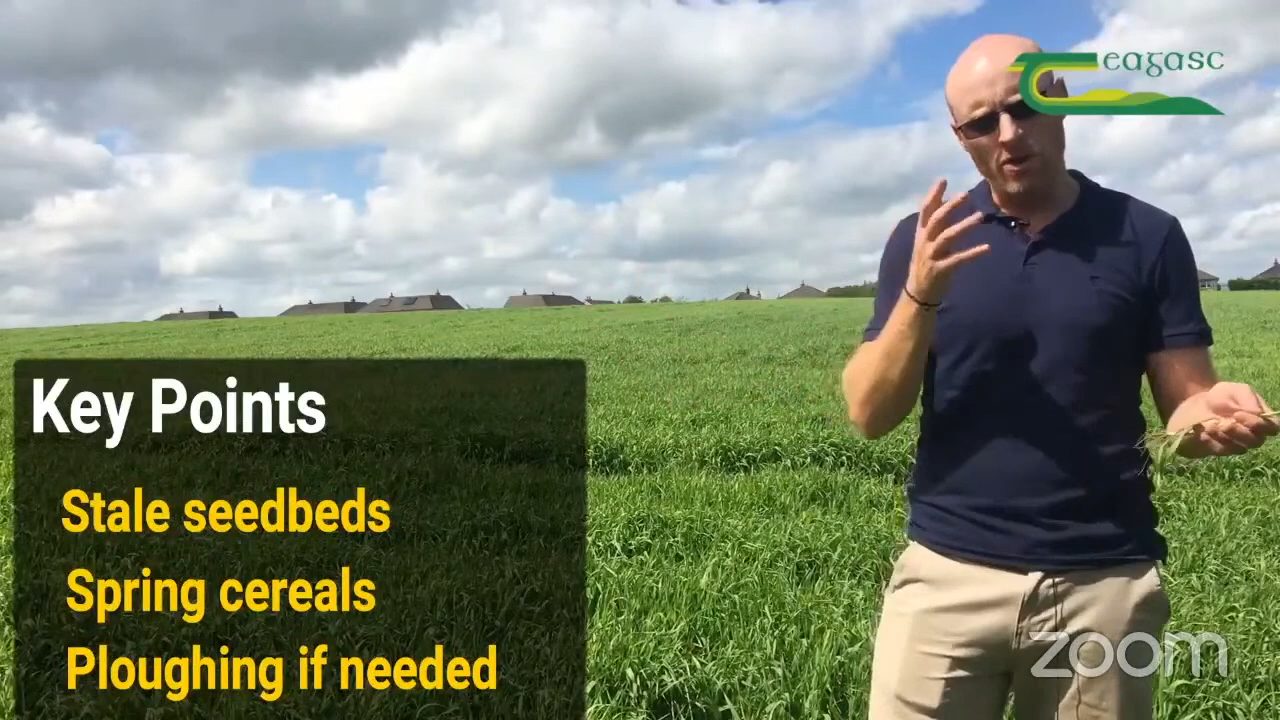 Teagasc
Key Points
Stale seedbeds
Spring cereals
Ploughing if needed
zoom